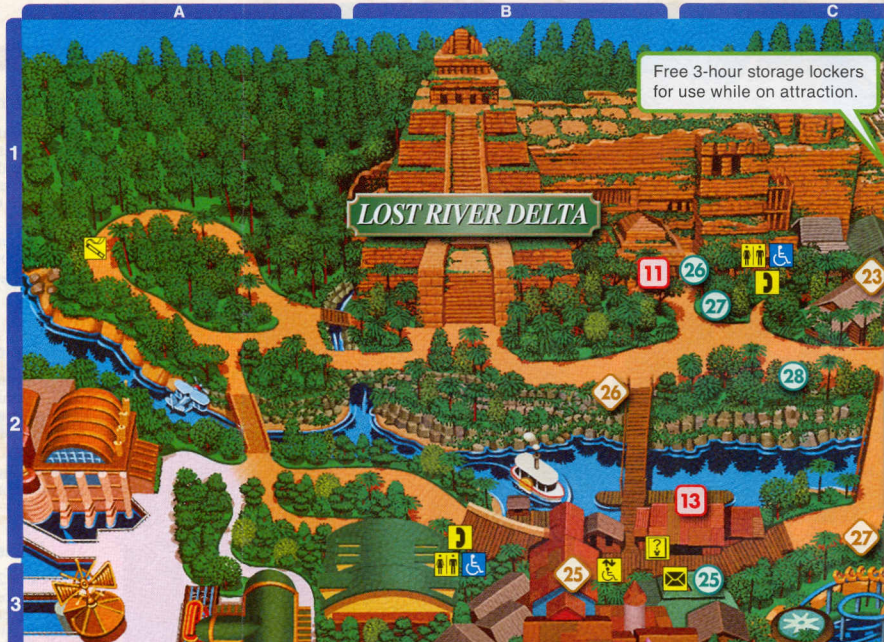 A
B
C
Free 3-hour storage lockers
for use while on attraction.
1
LOST RIVER DELTA
11
26
23
27
28
26
2
13
27
?
25
25
3